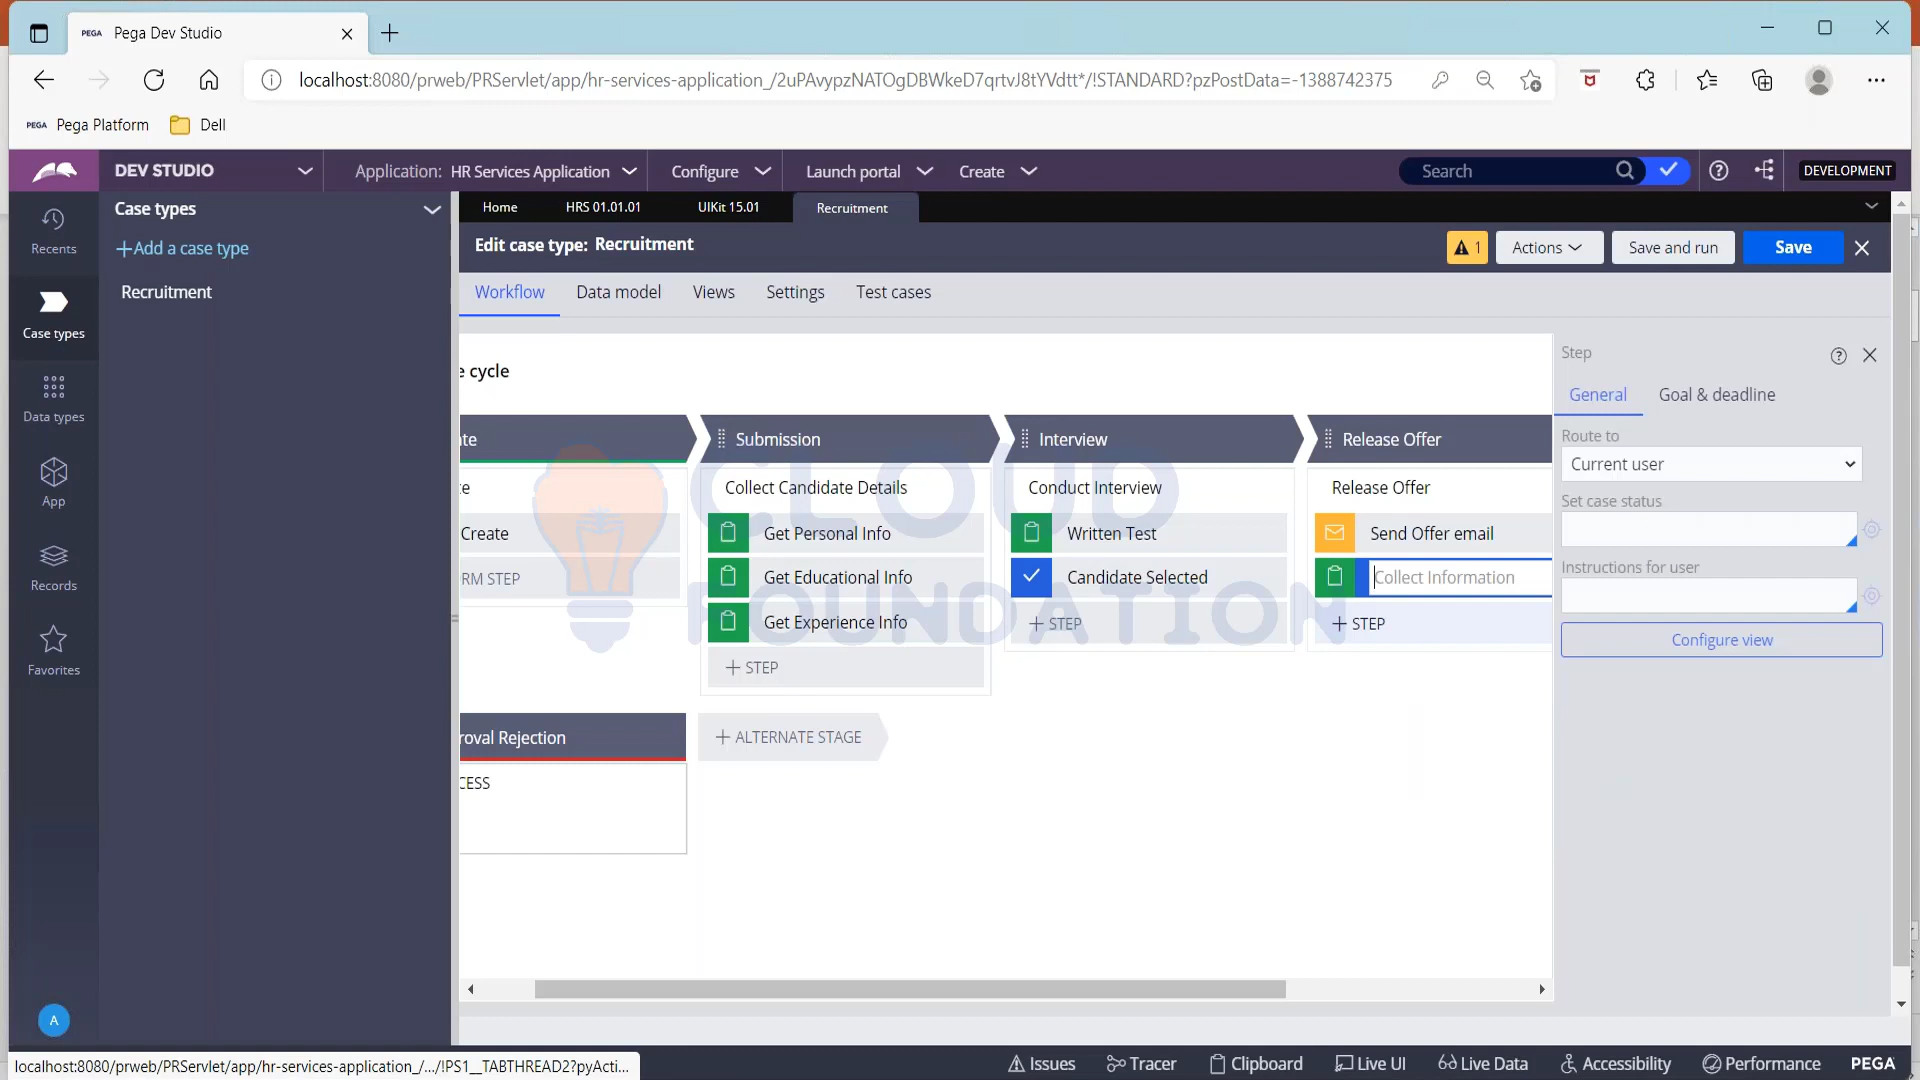 PEGA Pega Dev Studio
localhost:8080/prweb/PRServlet/app/hr-services-application_/2uPAvypzNATOgDBWkeD7qrtvJ8tYVdtt*/!STANDARD?pzPostData=-1388742375
PEGA Pega Platform Dell
DEV STUDIO Application: HR Services Application Configure Launch portal Create Search DEVELOPMENT
Recents
Case types
Data types
App
Records
Favorites
A
Case types
+Add a case type
Recruitment
Home HRS 01.01.01 UIKit 15.01 Recruitment
Edit case type: Recruitment 1 Actions Save and run Save
Workflow Data model Views Settings Test cases
e cycle
te Submission Interview Release Offer
te Collect Candidate Details Conduct Interview Release Offer
Create Get Personal Info Written Test Send Offer email
RM STEP Get Educational Info Candidate Selected Collect Information
Get Experience Info + STEP + STEP
+ STEP
roval Rejection + ALTERNATE STAGE
CESS
CLOUD
FOUNDATION
Step
General Goal & deadline
Route to
Current user
Set case status
Instructions for user
Configure view
localhost:8080/prweb/PRServlet/app/hr-services-application_/.../!PS1__TABTHREAD2?pyActi...
Issues Tracer Clipboard Live UI Live Data Accessibility Performance PEGA